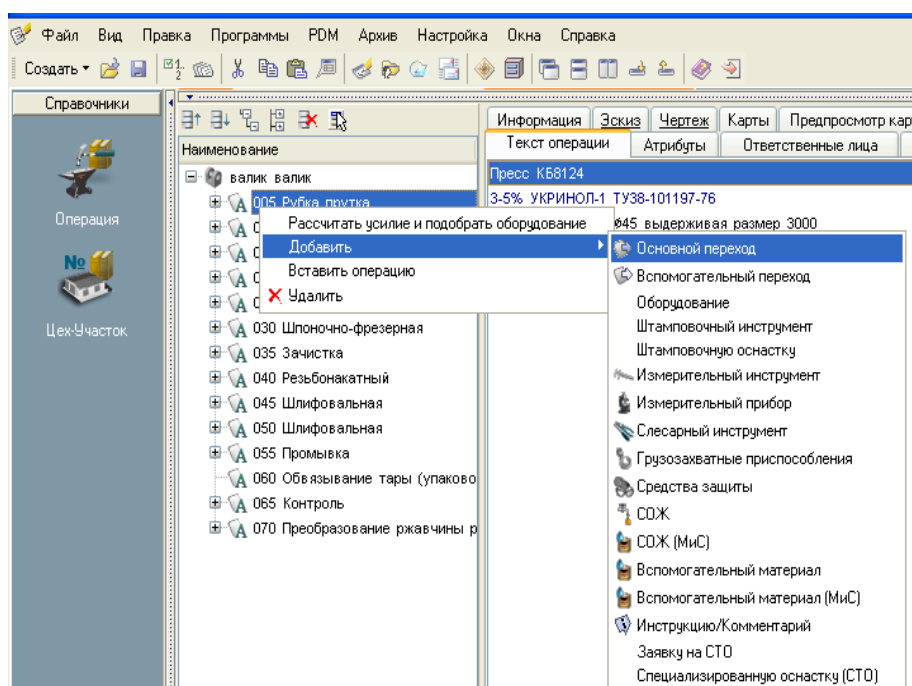 Файл Вид Правка Программы PDM Архив Настройка Окна Справка
Создать
Справочники
Операция
№
Цех-Участок
Наименование
валик валик
005 Рубка прутка
0
0
0
0
030 Шпоночно-фрезерная
035 Зачистка
040 Резьбонакатный
045 Шлифовальная
050 Шлифовальная
055 Промывка
060 Обвязывание тары (упаково
065 Контроль
070 Преобразование ржавчины р
Информация Эскиз Чертеж Карты Предпросмотр кар
Текст операции Атрибуты Ответственные лица
Пресс КБ8124
3-5% УКРИНОЛ-1 ТУ38-101197-76
ø45 выдерживая размер 3000
Рассчитать усилие и подобрать оборудование
Добавить
Вставить операцию
Удалить
Основной переход
Вспомогательный переход
Оборудование
Штамповочный инструмент
Штамповочную оснастку
Измерительный инструмент
Измерительный прибор
Слесарный инструмент
Грузозахватные приспособления
Средства защиты
СОЖ
СОЖ (МиС)
Вспомогательный материал
Вспомогательный материал (МиС)
Инструкцию/Комментарий
Заявку на СТО
Специализированную оснастку (СТО)